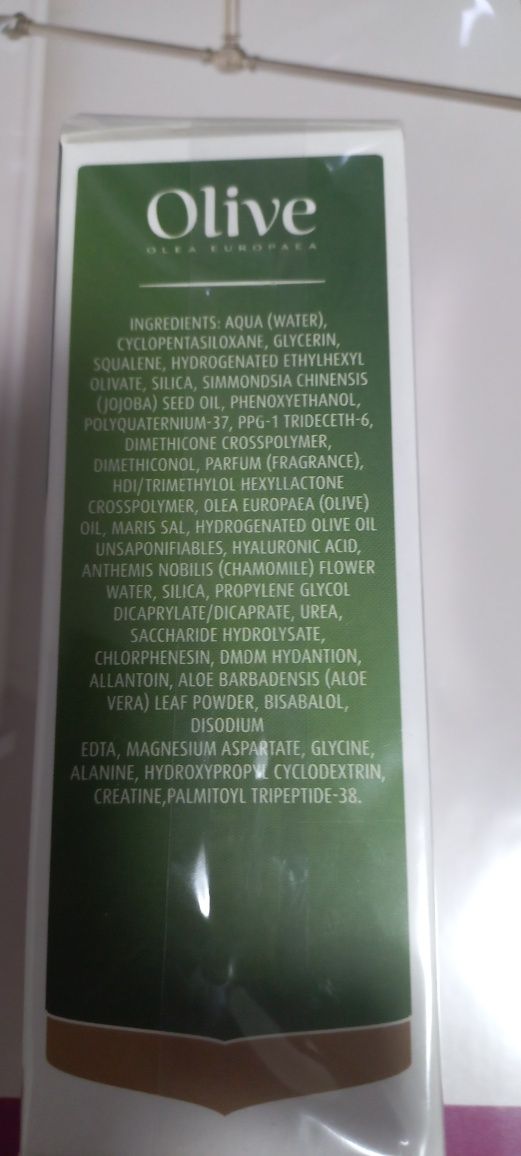 Olive
OLEA EUROPAEA
INGREDIENTS: AQUA (WATER),
CYCLOPENTASILOXANE, GLYCERIN,
SQUALENE, HYDROGENATED ETHYLHEXYL
OLIVATE, SILICA, SIMMONDSIA CHINENSIS
(JOJOBA) SEED OIL, PHENOXYETHANOL,
POLYQUATERNIUM-37, PPG-1 TRIDECETH-6,
DIMETHICONE CROSSPOLYMER,
DIMETHICONOL, PARFUM (FRAGRANCE),
HDI/TRIMETHYLOL HEXYLLACTONE
CROSSPOLYMER, OLEA EUROPAEA (OLIVE)
OIL, MARIS SAL, HYDROGENATED OLIVE OIL
UNSAPONIFIABLES, HYALURONIC ACID,
ANTHEMIS NOBILIS (CHAMOMILE) FLOWER
WATER, SILICA, PROPYLENE GLYCOL
DICAPRYLATE/DICAPRATE, UREA,
SACCHARIDE HYDROLYSATE,
CHLORPHENESIN, DMDM HYDANTION,
ALLANTOIN, ALOE BARBADENSIS (ALOE
VERA) LEAF POWDER, BISABALOL,
DISODIUM
EDTA, MAGNESIUM ASPARTATE, GLYCINE,
ALANINE, HYDROXYPROPYL CYCLODEXTRIN,
CREATINE,PALMITOYL TRIPEPTIDE-38.